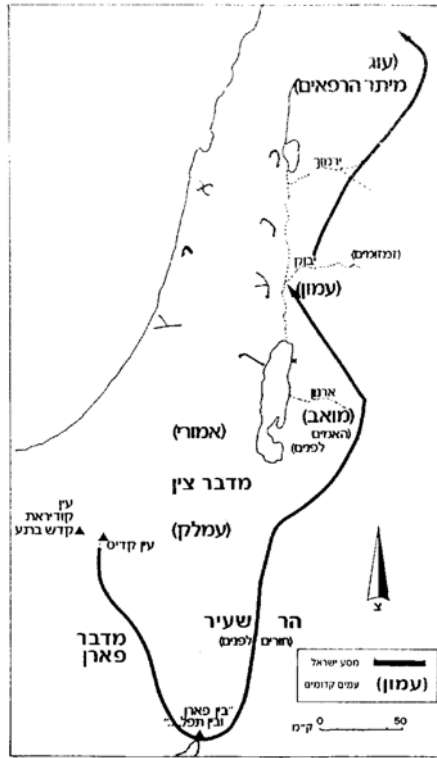 (עוג
מיתר הרפאים)
ירמוך
יבוק
(זמזומים)
(עמון)
ארנון
(מואב)
(האמים
לפנים)
(אמורי)
מדבר צין
(עמלק)
עין
קודיראת
קדש ברנע
עין קדיס
הר שעיר
(חורים לפנים)
מדבר
פארן
"בין פארן
ובין תפל..."
צ
מסע ישראל
(עמון) עמים קדומים
0 50
ק"מ